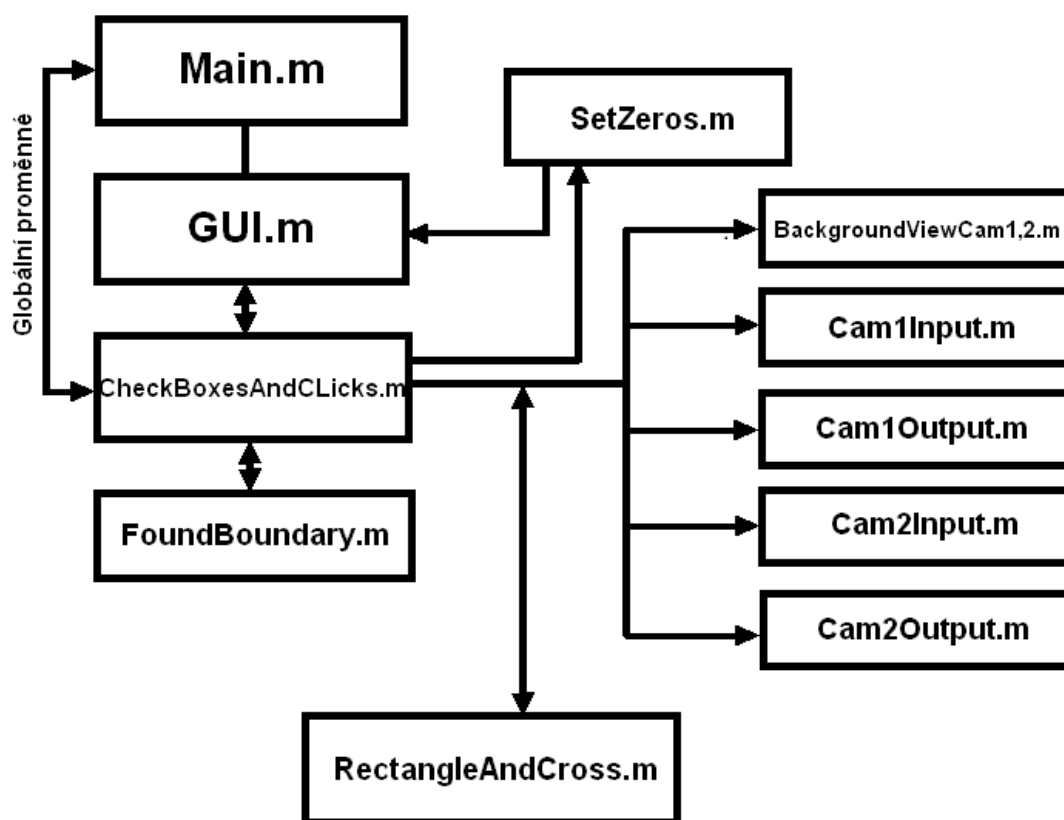 Main.m
Globální proměnné
SetZeros.m
GUI.m
BackgroundViewCam1,2.m
Cam1Input.m
CheckBoxesAndCLicks.m
Cam1Output.m
FoundBoundary.m
Cam2Input.m
Cam2Output.m
RectangleAndCross.m